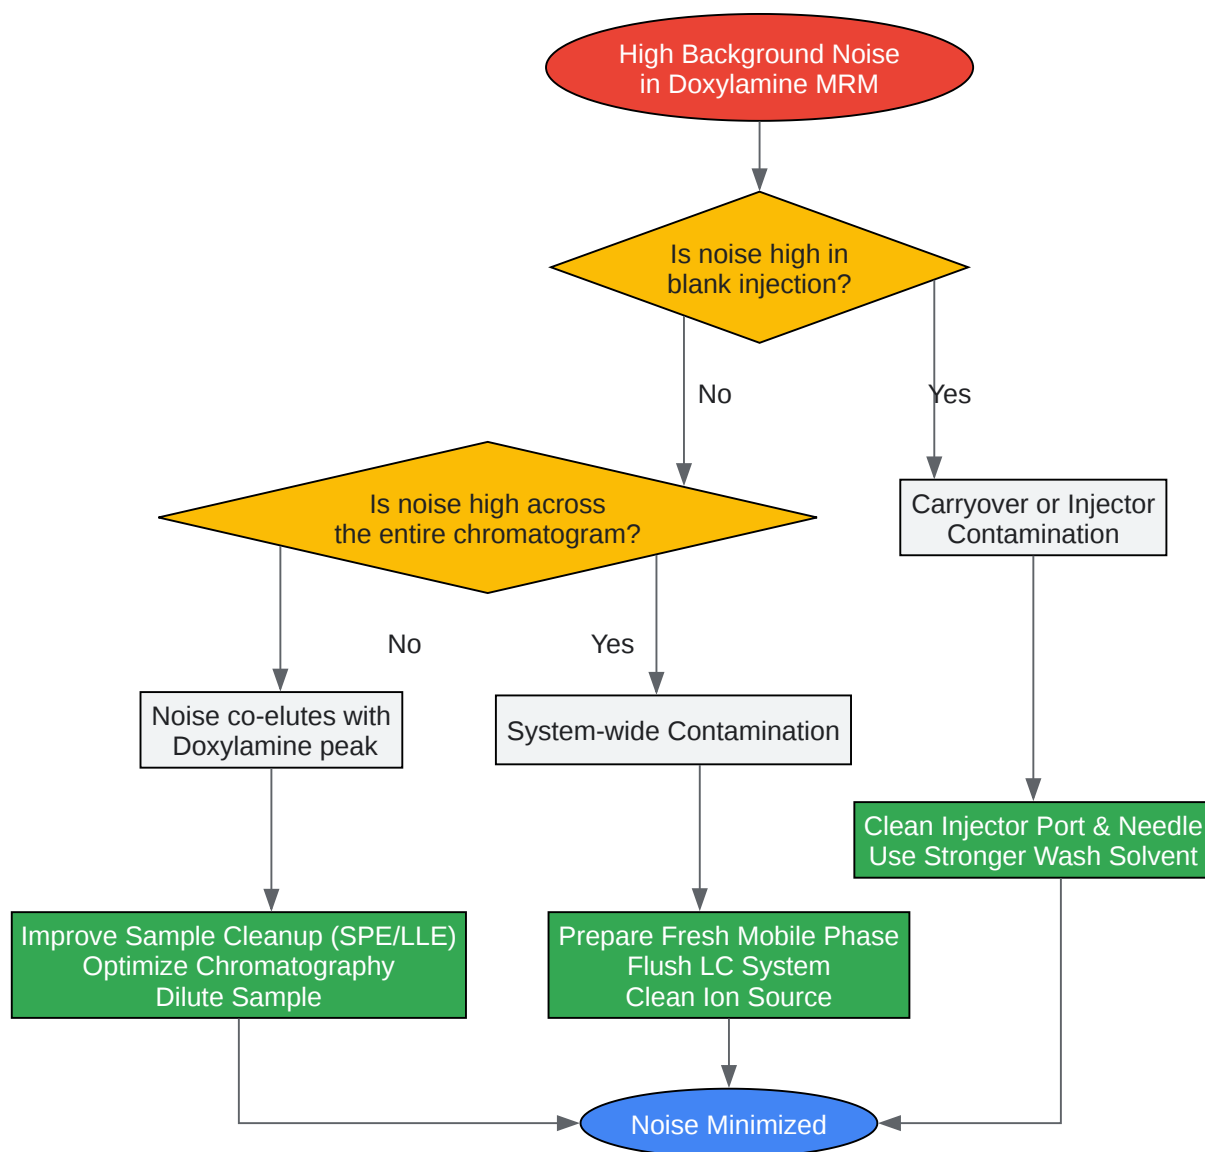 High Background Noise
in Doxylamine MRM
Is noise high in
blank injection?
No
Yes
Is noise high across
the entire chromatogram?
Carryover or Injector
Contamination
No
Yes
Noise co-elutes with
Doxylamine peak
System-wide Contamination
Clean Injector Port & Needle
Use Stronger Wash Solvent
Improve Sample Cleanup (SPE/LLE)
Optimize Chromatography
Dilute Sample
Prepare Fresh Mobile Phase
Flush LC System
Clean Ion Source
Noise Minimized